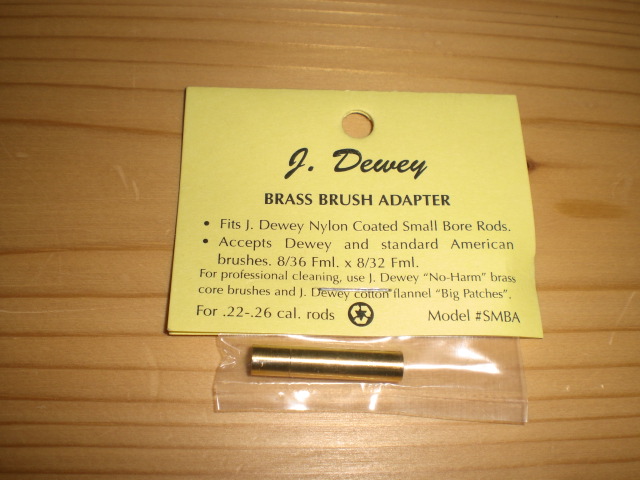 J. Dewey
BRASS BRUSH ADAPTER
• Fits J. Dewey Nylon Coated Small Bore Rods.
• Accepts Dewey and standard American
brushes. 8/36 Fml. x 8/32 Fml.
For professional cleaning, use J. Dewey “No-Harm” brass
core brushes and J. Dewey cotton flannel “Big Patches”.
For .22-.26 cal. rods Model #SMBA